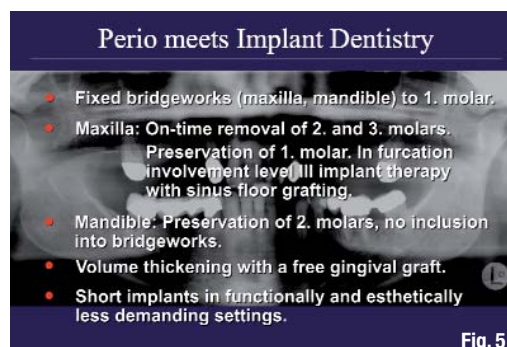 Perio meets Implant Dentistry
• Fixed bridgeworks (maxilla, mandible) to 1. molar.
• Maxilla: On-time removal of 2. and 3. molars.
Preservation of 1. molar. In furcation
involvement level III implant therapy
with sinus floor grafting.
• Mandible: Preservation of 2. molars, no inclusion
into bridgeworks.
• Volume thickening with a free gingival graft.
• Short implants in functionally and esthetically
less demanding settings.
L
Fig. 5